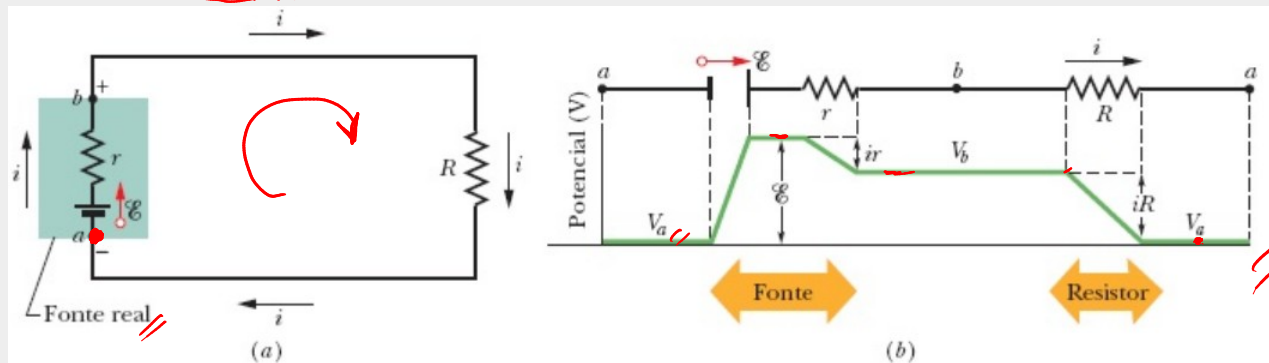 i
b
+
i
r
ℰ
R
i
a
−
Fonte real
i
(a)
Potencial (V)
a
ℰ
r
b
i
R
a
ir
V_b
ℰ
iR
V_a
V_a
Fonte
Resistor
(b)